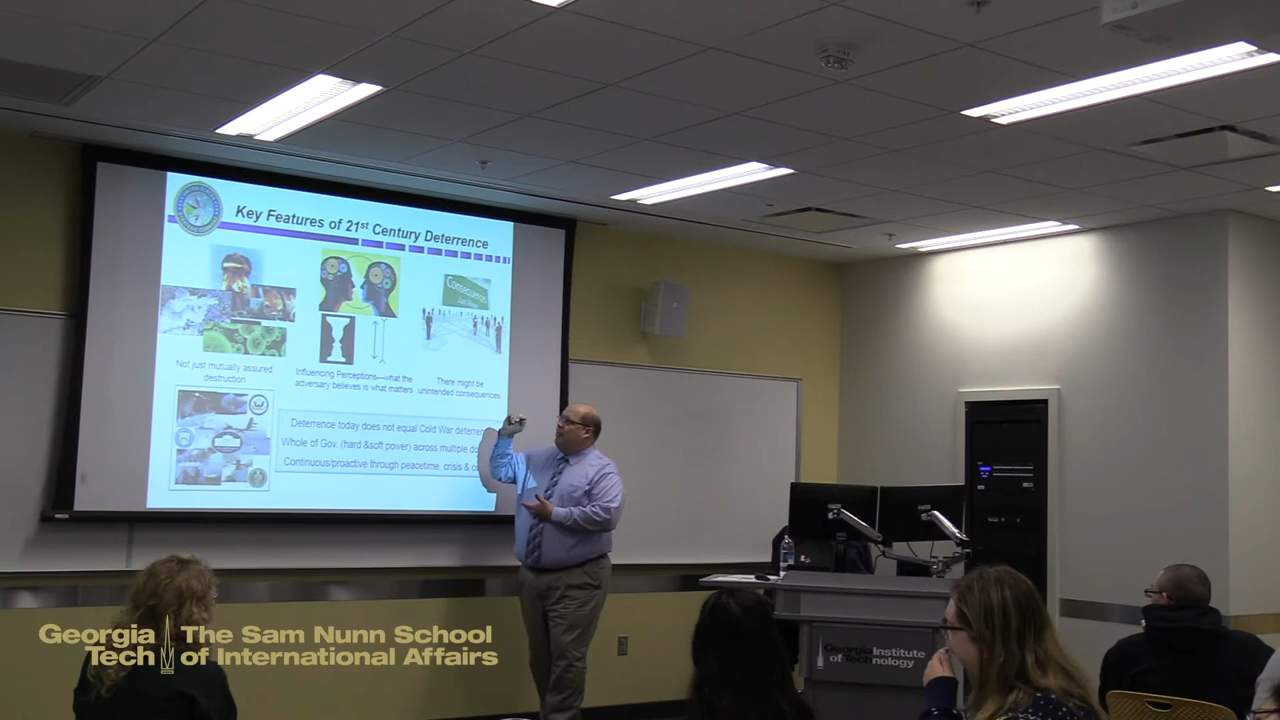 Key Features of 21st Century Deterrence
Consequences
Not just mutually assured
destruction
Influencing Perceptions—what the
adversary believes is what matters
There might be
unintended consequences
Deterrence today does not equal Cold War
Whole of Gov. (hard &soft power) across multiple
Continuous/proactive through peacetime, crisis &
Georgia Institute
of Technology
Georgia
Tech
The Sam Nunn School
of International Affairs